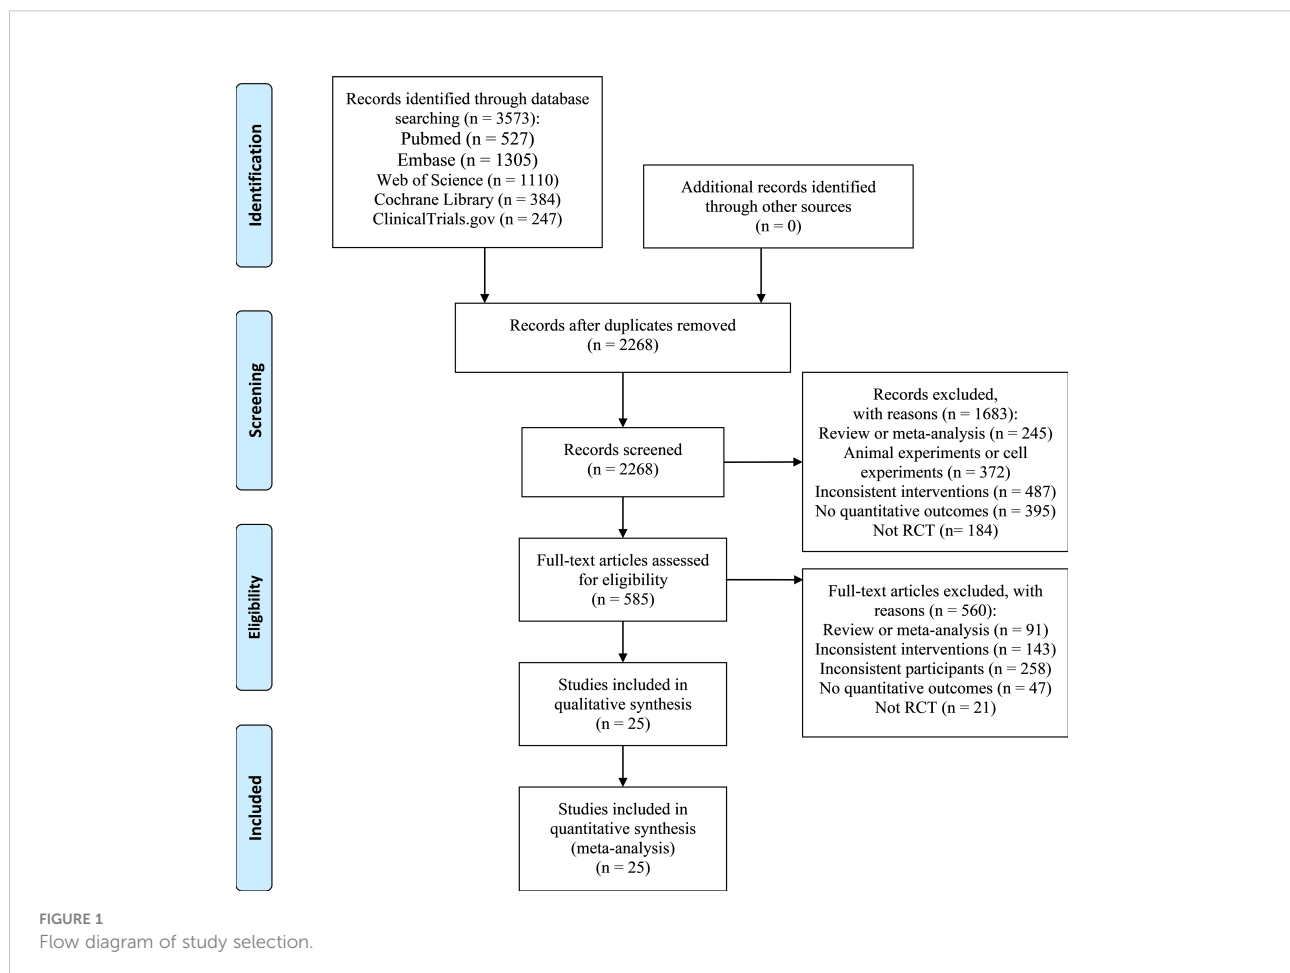 Identification
Records identified through database
searching (n = 3573):
Pubmed (n = 527)
Embase (n = 1305)
Web of Science (n = 1110)
Cochrane Library (n = 384)
ClinicalTrials.gov (n = 247)
Additional records identified
through other sources
(n = 0)
Screening
Records after duplicates removed
(n = 2268)
Records screened
(n = 2268)
Records excluded,
with reasons (n = 1683):
Review or meta-analysis (n = 245)
Animal experiments or cell
experiments (n = 372)
Inconsistent interventions (n = 487)
No quantitative outcomes (n = 395)
Not RCT (n= 184)
Eligibility
Full-text articles assessed
for eligibility
(n = 585)
Full-text articles excluded, with
reasons (n = 560):
Review or meta-analysis (n = 91)
Inconsistent interventions (n = 143)
Inconsistent participants (n = 258)
No quantitative outcomes (n = 47)
Not RCT (n = 21)
Studies included in
qualitative synthesis
(n = 25)
Included
Studies included in
quantitative synthesis
(meta-analysis)
(n = 25)
FIGURE 1
Flow diagram of study selection.